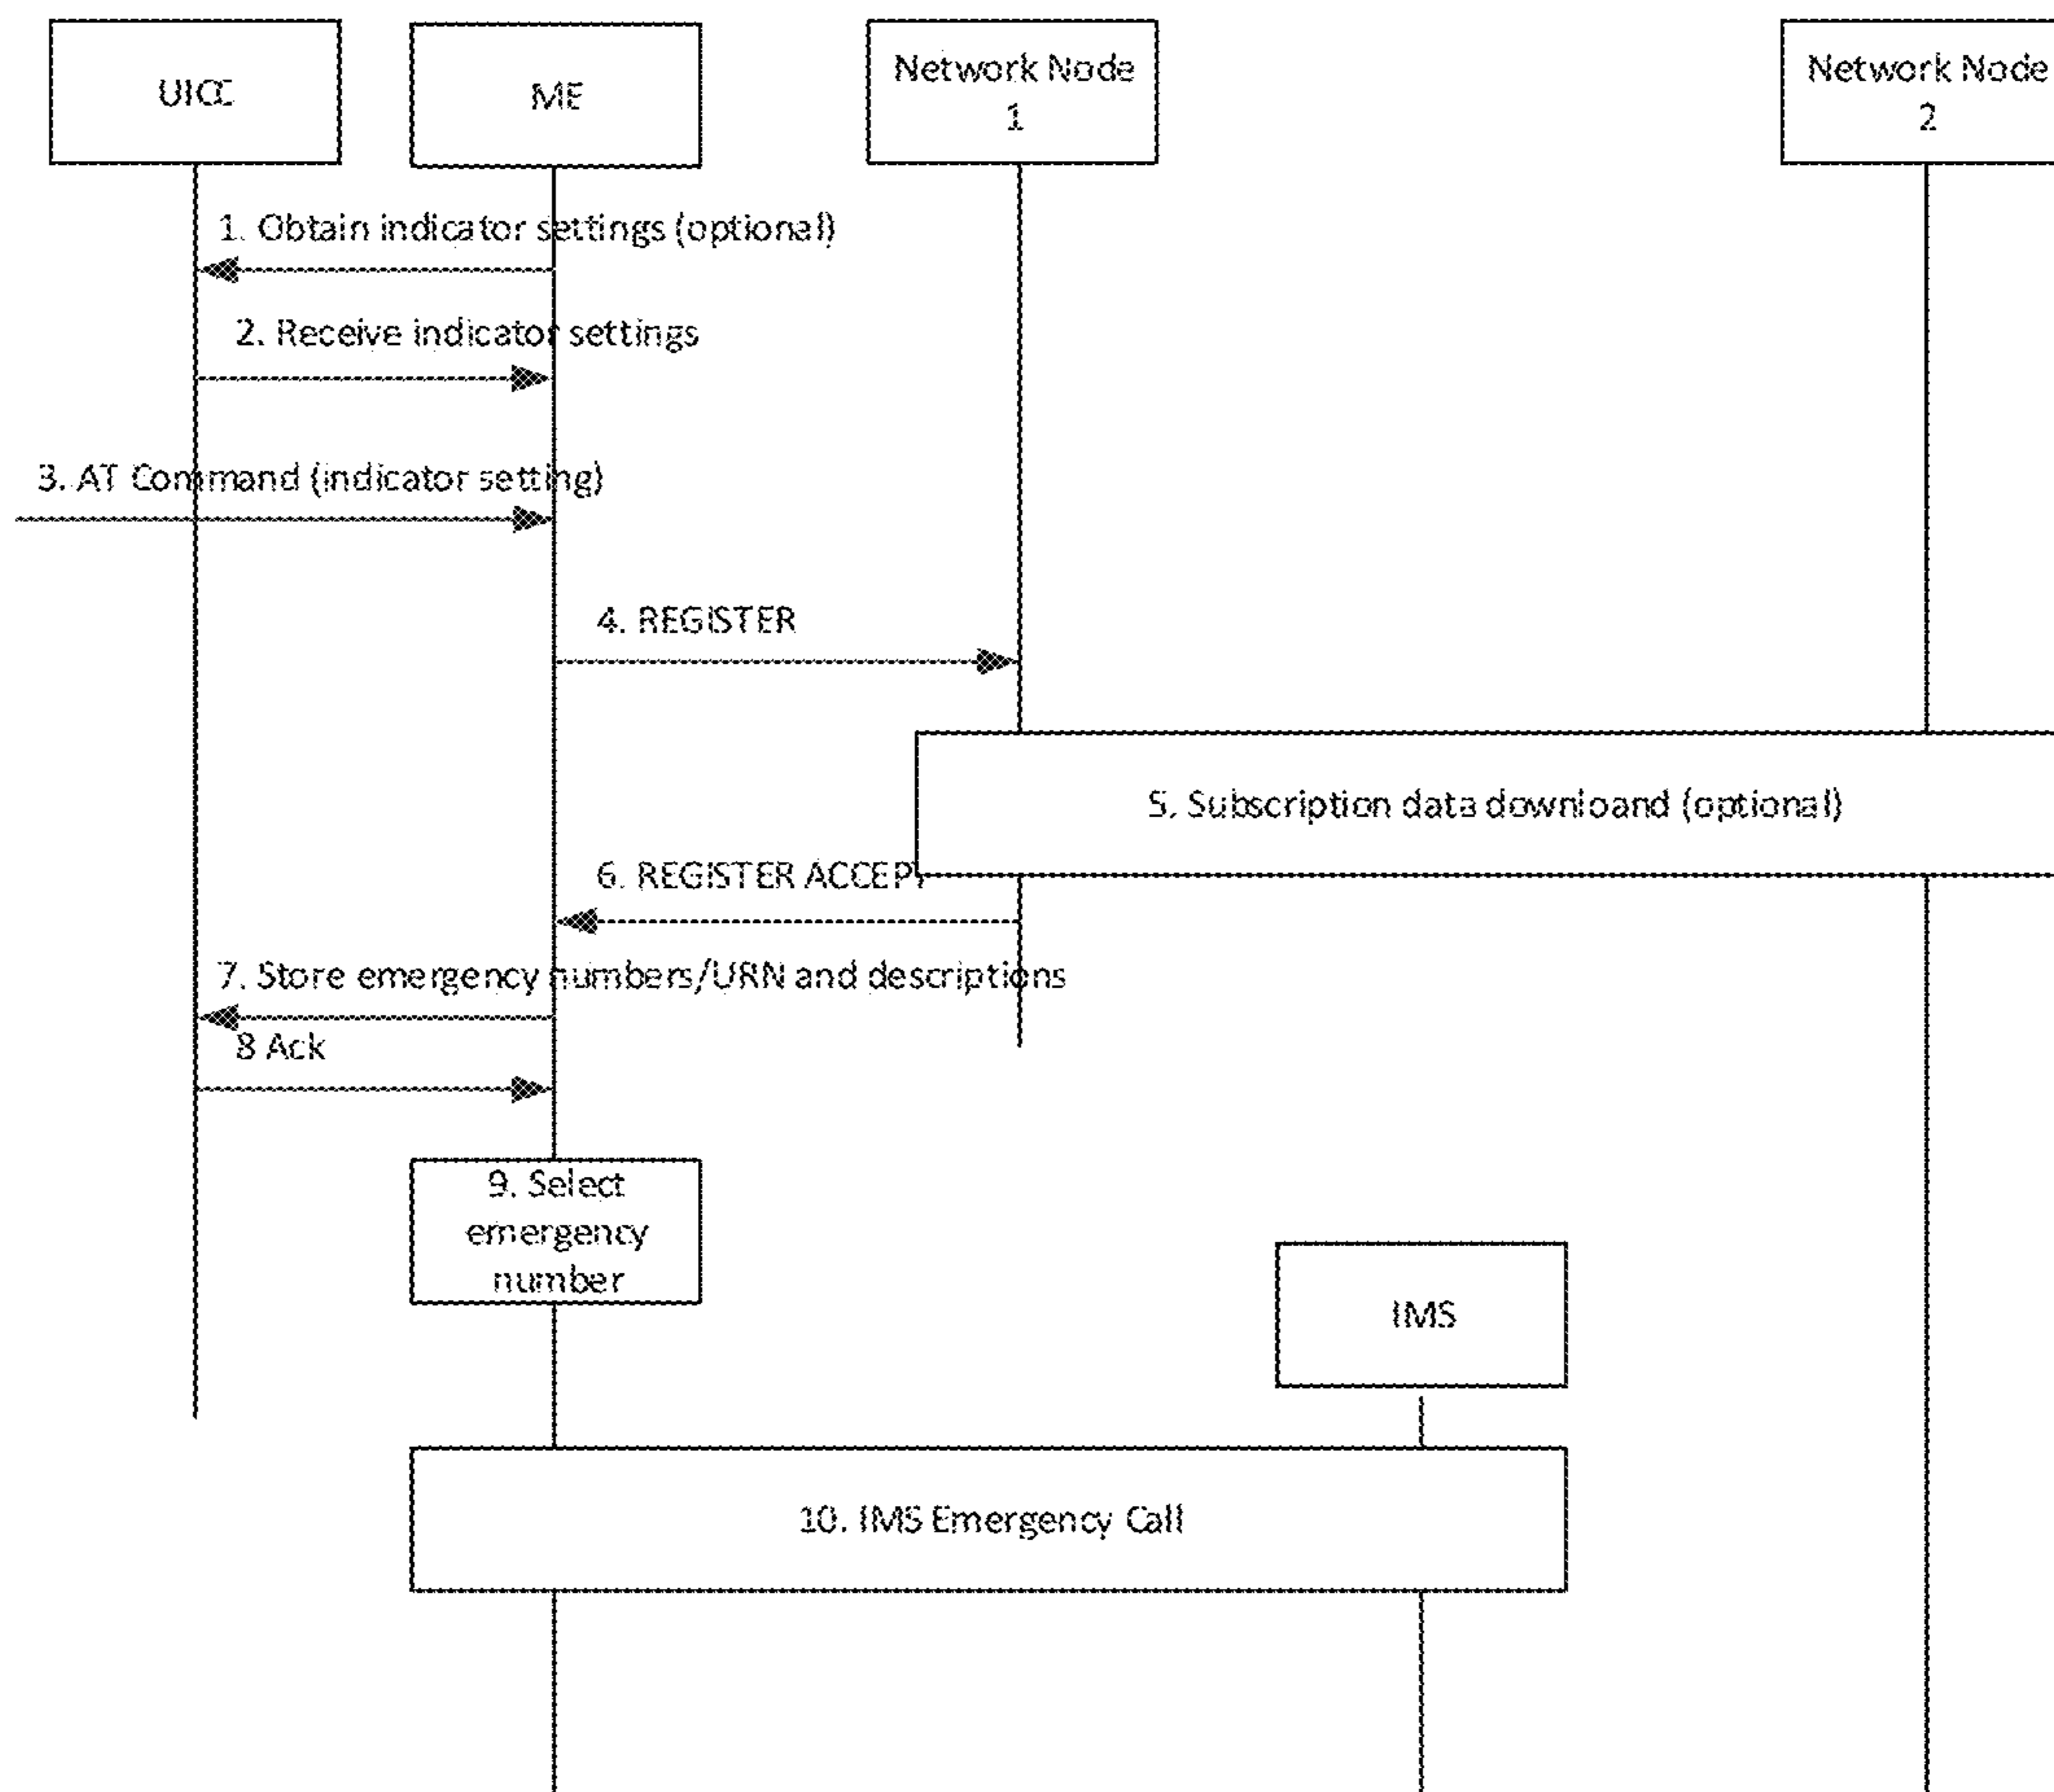 UICC
ME
Network Node
1
Network Node
2
1. Obtain indicator settings (optional)
2. Receive indicator settings
3. AT Command (indicator setting)
4. REGISTER
5. Subscription data downloand (optional)
6. REGISTER ACCEPT
7. Store emergency numbers/URN and descriptions
8 Ack
9. Select
emergency
number
IMS
10. IMS Emergency Call